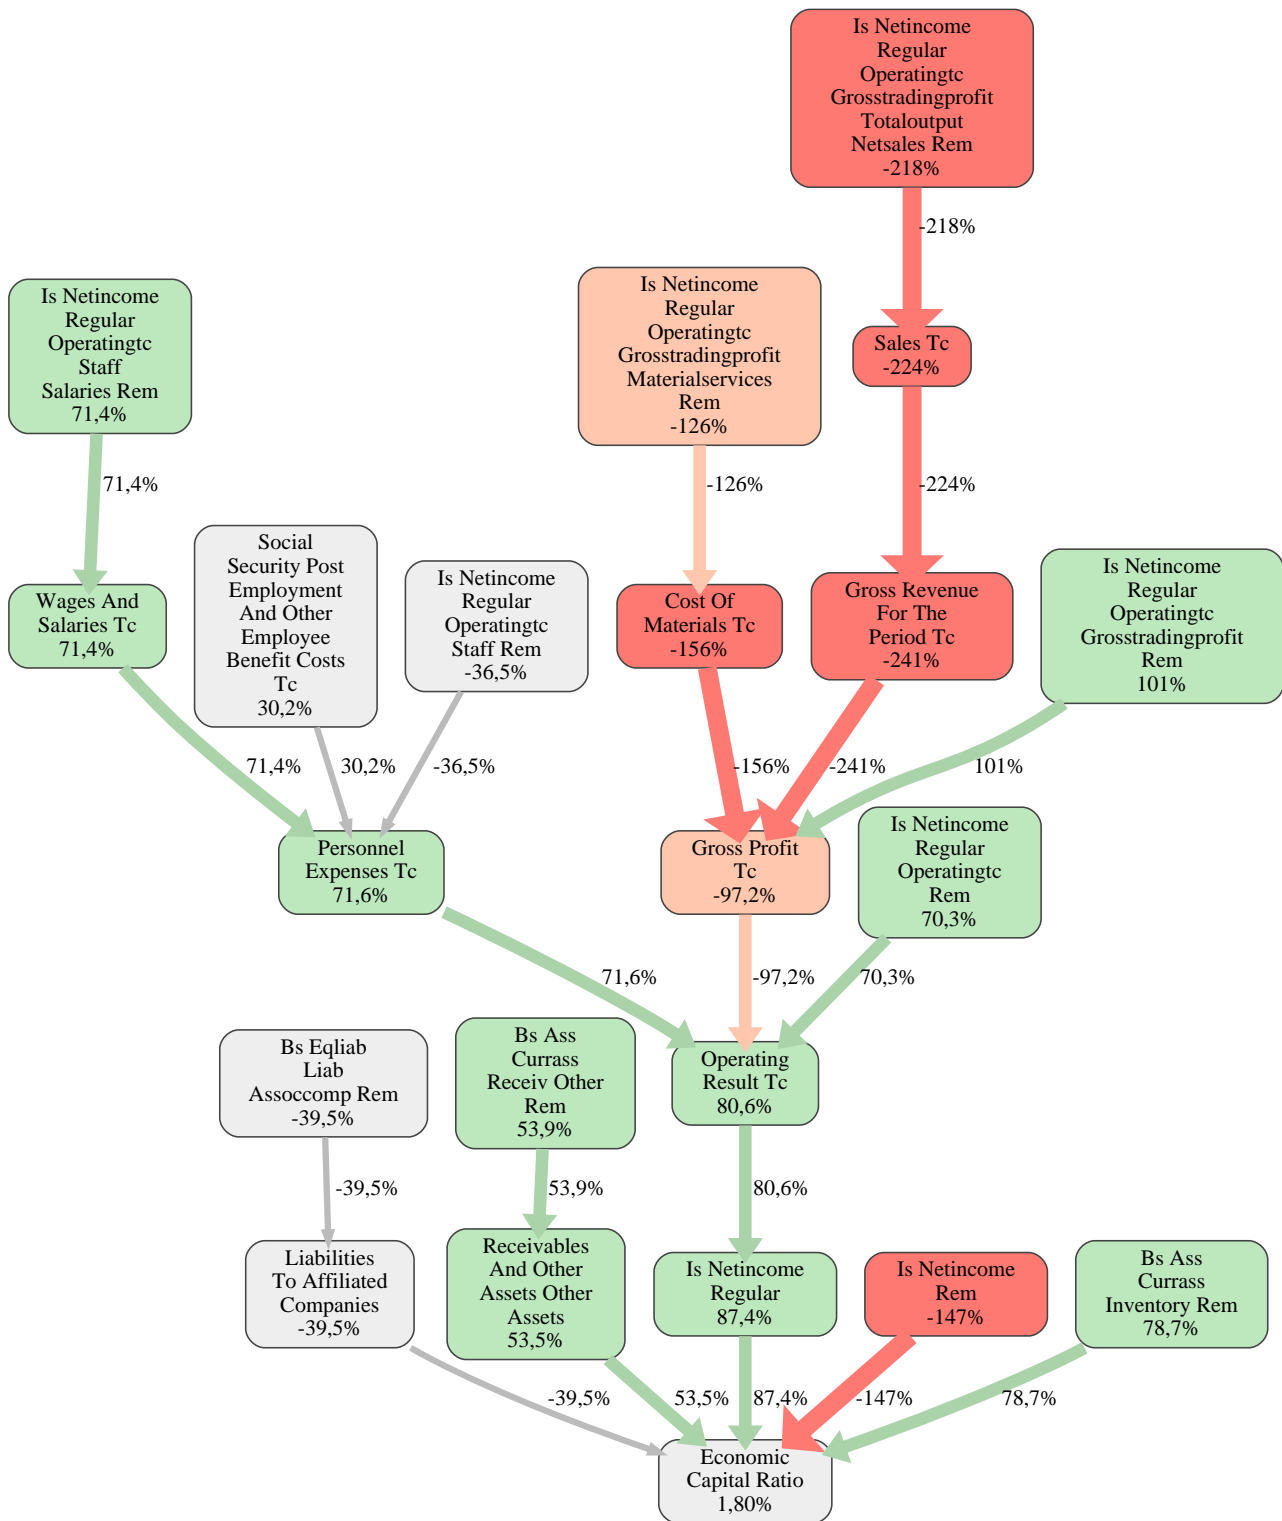 Is Netincome
Regular
Operatingtc
Grosstradingprofit
Totaloutput
Netsales Rem
-218%
-218%
Is Netincome
Regular
Operatingtc
Staff
Salaries Rem
71,4%
Is Netincome
Regular
Operatingtc
Grosstradingprofit
Materialservices
Rem
-126%
Sales Tc
-224%
71,4%
-126%
-224%
Wages And
Salaries Tc
71,4%
Social
Security Post
Employment
And Other
Employee
Benefit Costs
Tc
30,2%
Is Netincome
Regular
Operatingtc
Staff Rem
-36,5%
Cost Of
Materials Tc
-156%
Gross Revenue
For The
Period Tc
-241%
Is Netincome
Regular
Operatingtc
Grosstradingprofit
Rem
101%
71,4%
30,2%
-36,5%
-156%
-241%
101%
Personnel
Expenses Tc
71,6%
Gross Profit
Tc
-97,2%
Is Netincome
Regular
Operatingtc
Rem
70,3%
71,6%
-97,2%
70,3%
Bs Eqliab
Liab
Assoccomp Rem
-39,5%
Bs Ass
Currass
Receiv Other
Rem
53,9%
Operating
Result Tc
80,6%
-39,5%
53,9%
80,6%
Liabilities
To Affiliated
Companies
-39,5%
Receivables
And Other
Assets Other
Assets
53,5%
Is Netincome
Regular
87,4%
Is Netincome
Rem
-147%
Bs Ass
Currass
Inventory Rem
78,7%
-39,5%
53,5%
87,4%
-147%
78,7%
Economic
Capital Ratio
1,80%